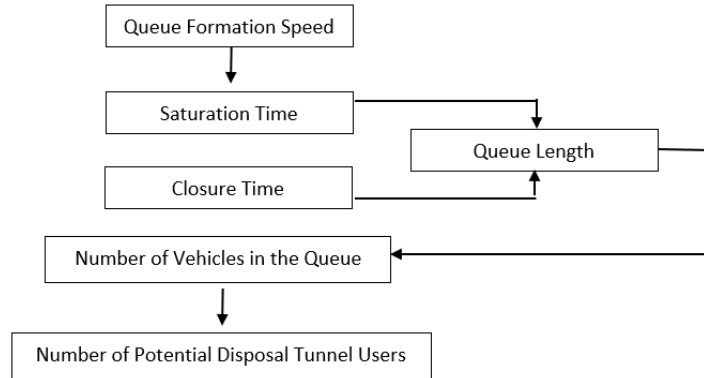 Queue Formation Speed
Saturation Time
Queue Length
Closure Time
Number of Vehicles in the Queue
Number of Potential Disposal Tunnel Users